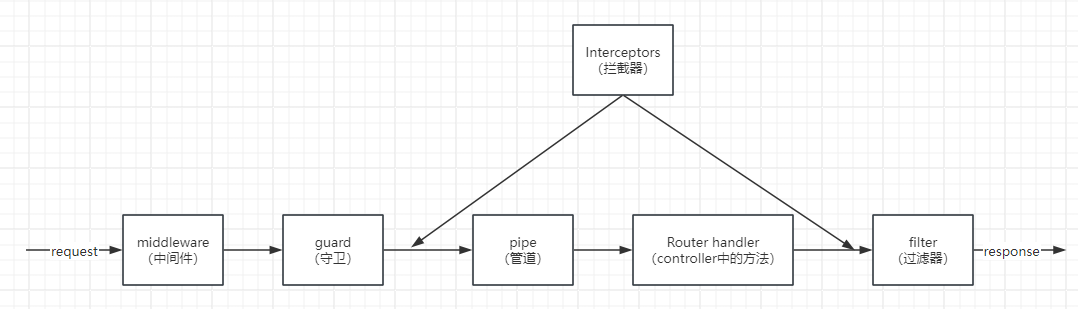 Interceptors
（拦截器）
request
middleware
（中间件）
guard
（守卫）
pipe
（管道）
Router handler
（controller中的方法）
filter
（过滤器）
response